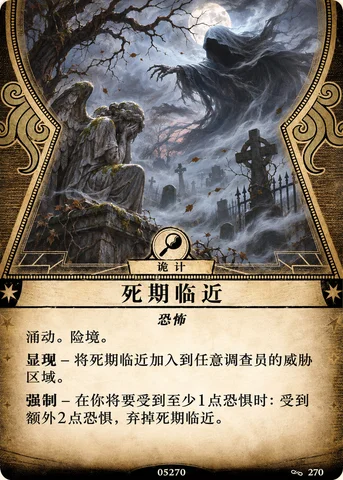 诡计
死期临近
恐怖
涌动。险境。
显现 – 将死期临近加入到任意调查员的威胁
区域。
强制 – 在你将要受到至少1点恐惧时: 受到
额外2点恐惧，弃掉死期临近。
05270
270